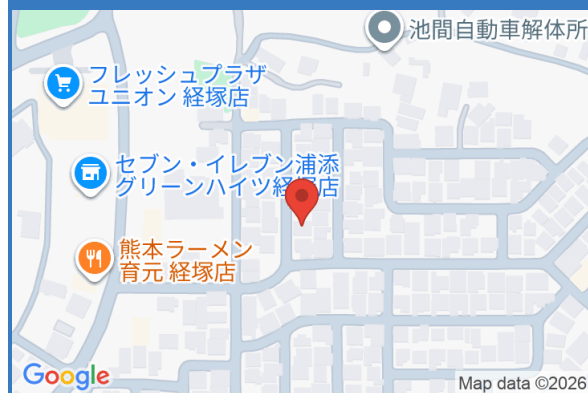 池間自動車解体所
フレッシュプラザ
ユニオン 経塚店
セブン - イレブン浦添
グリーンハイツ経塚店
熊本ラーメン
育元 経塚店
Google
Map data ©2026